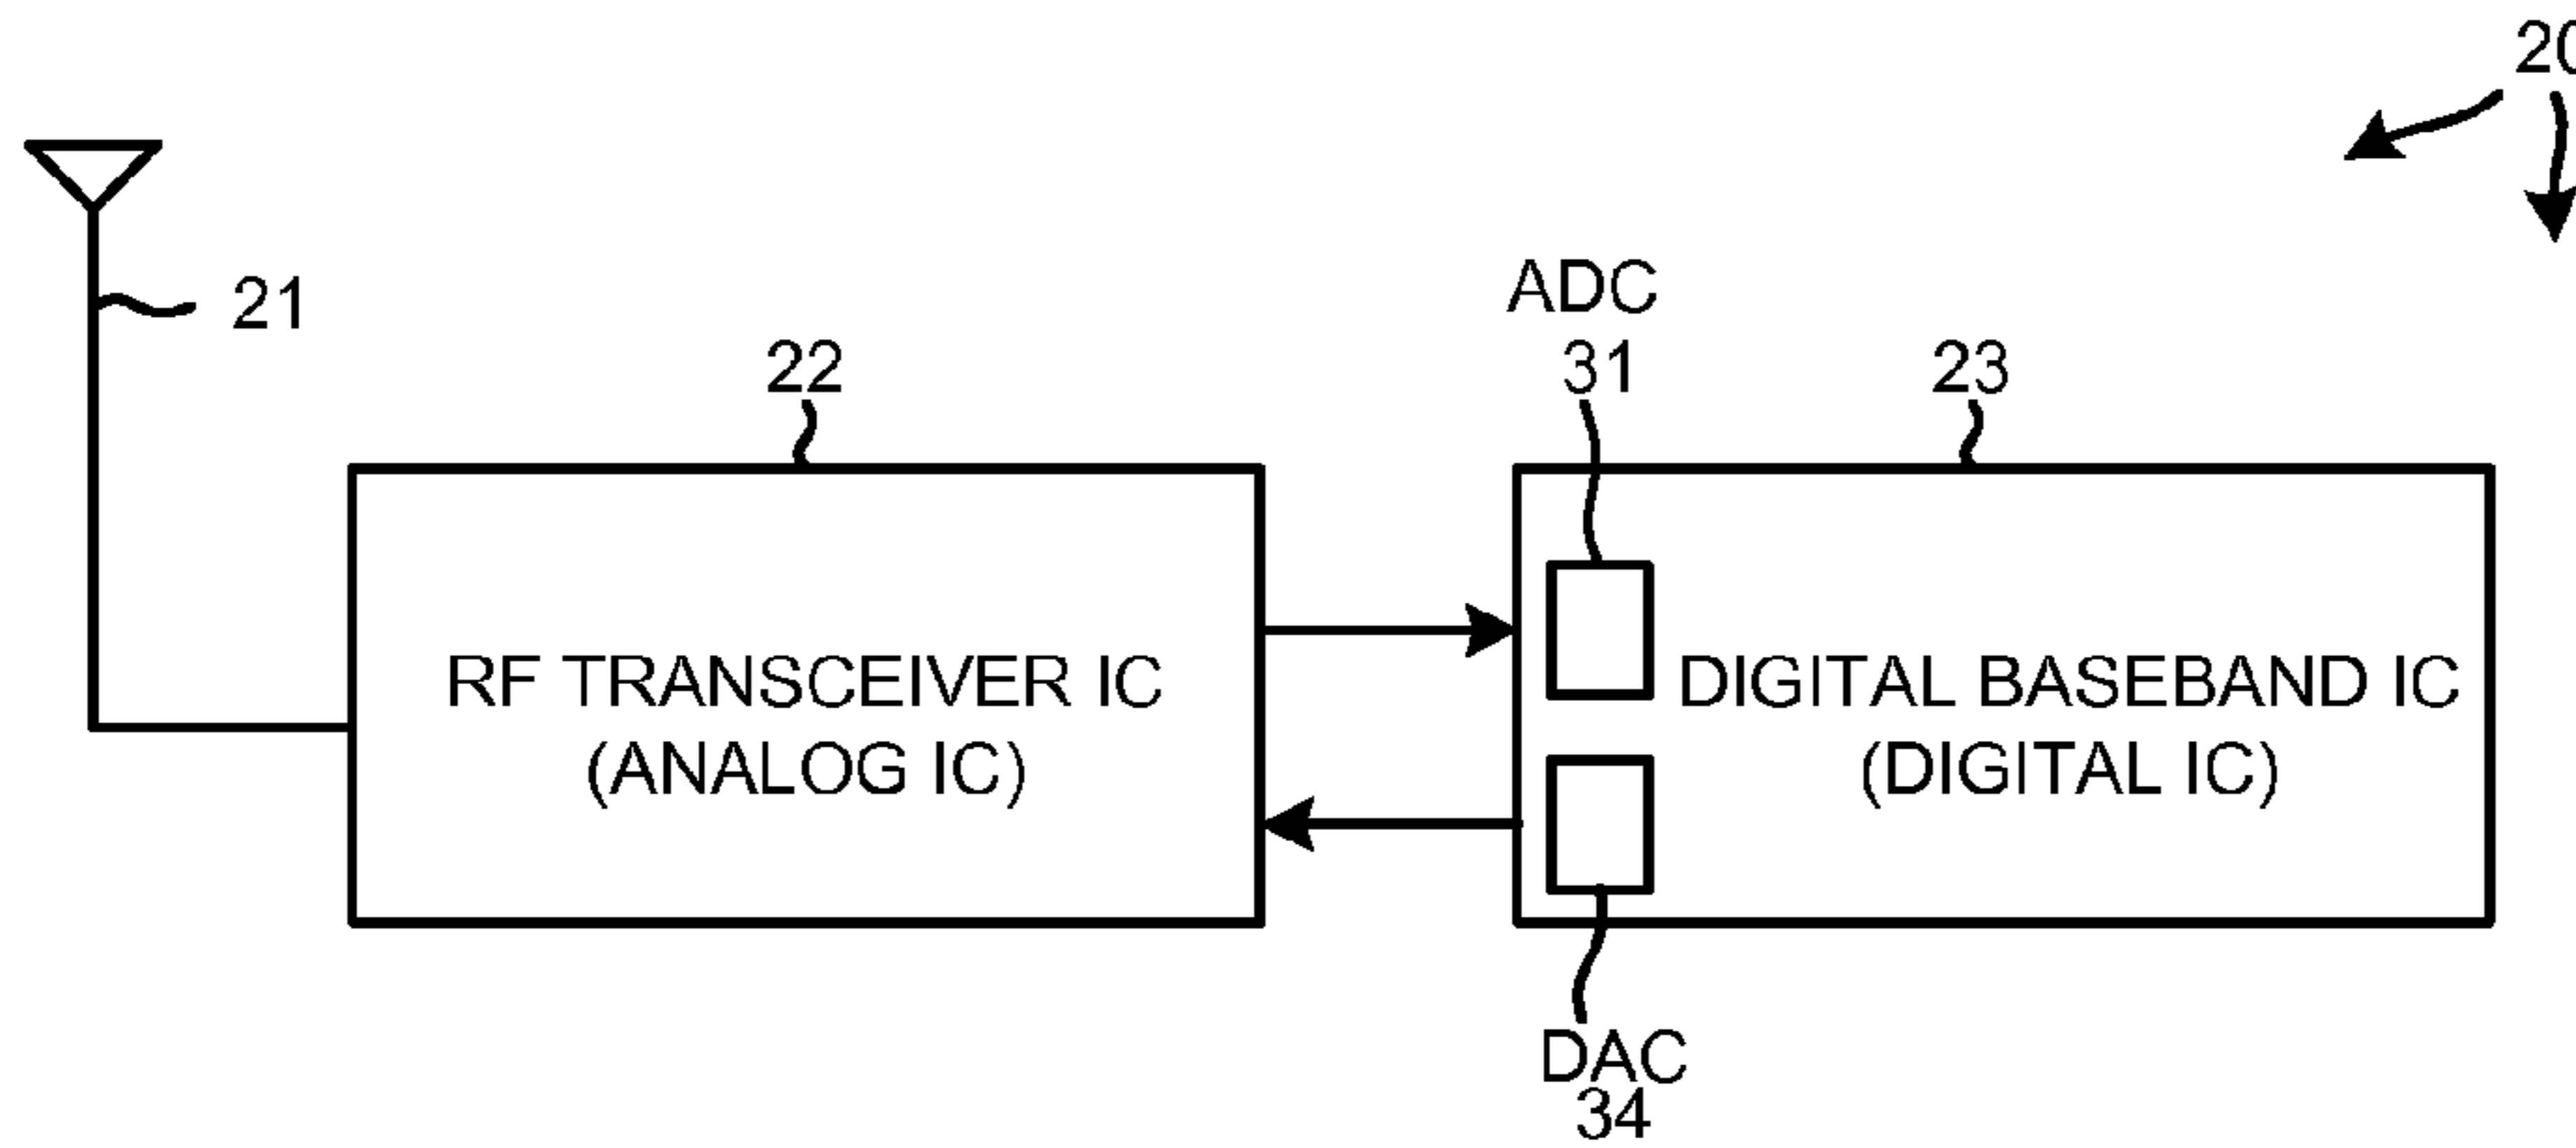 20
21
ADC
31
22
23
RF TRANSCEIVER IC
(ANALOG IC)
DIGITAL BASEBAND IC
(DIGITAL IC)
DAC
34